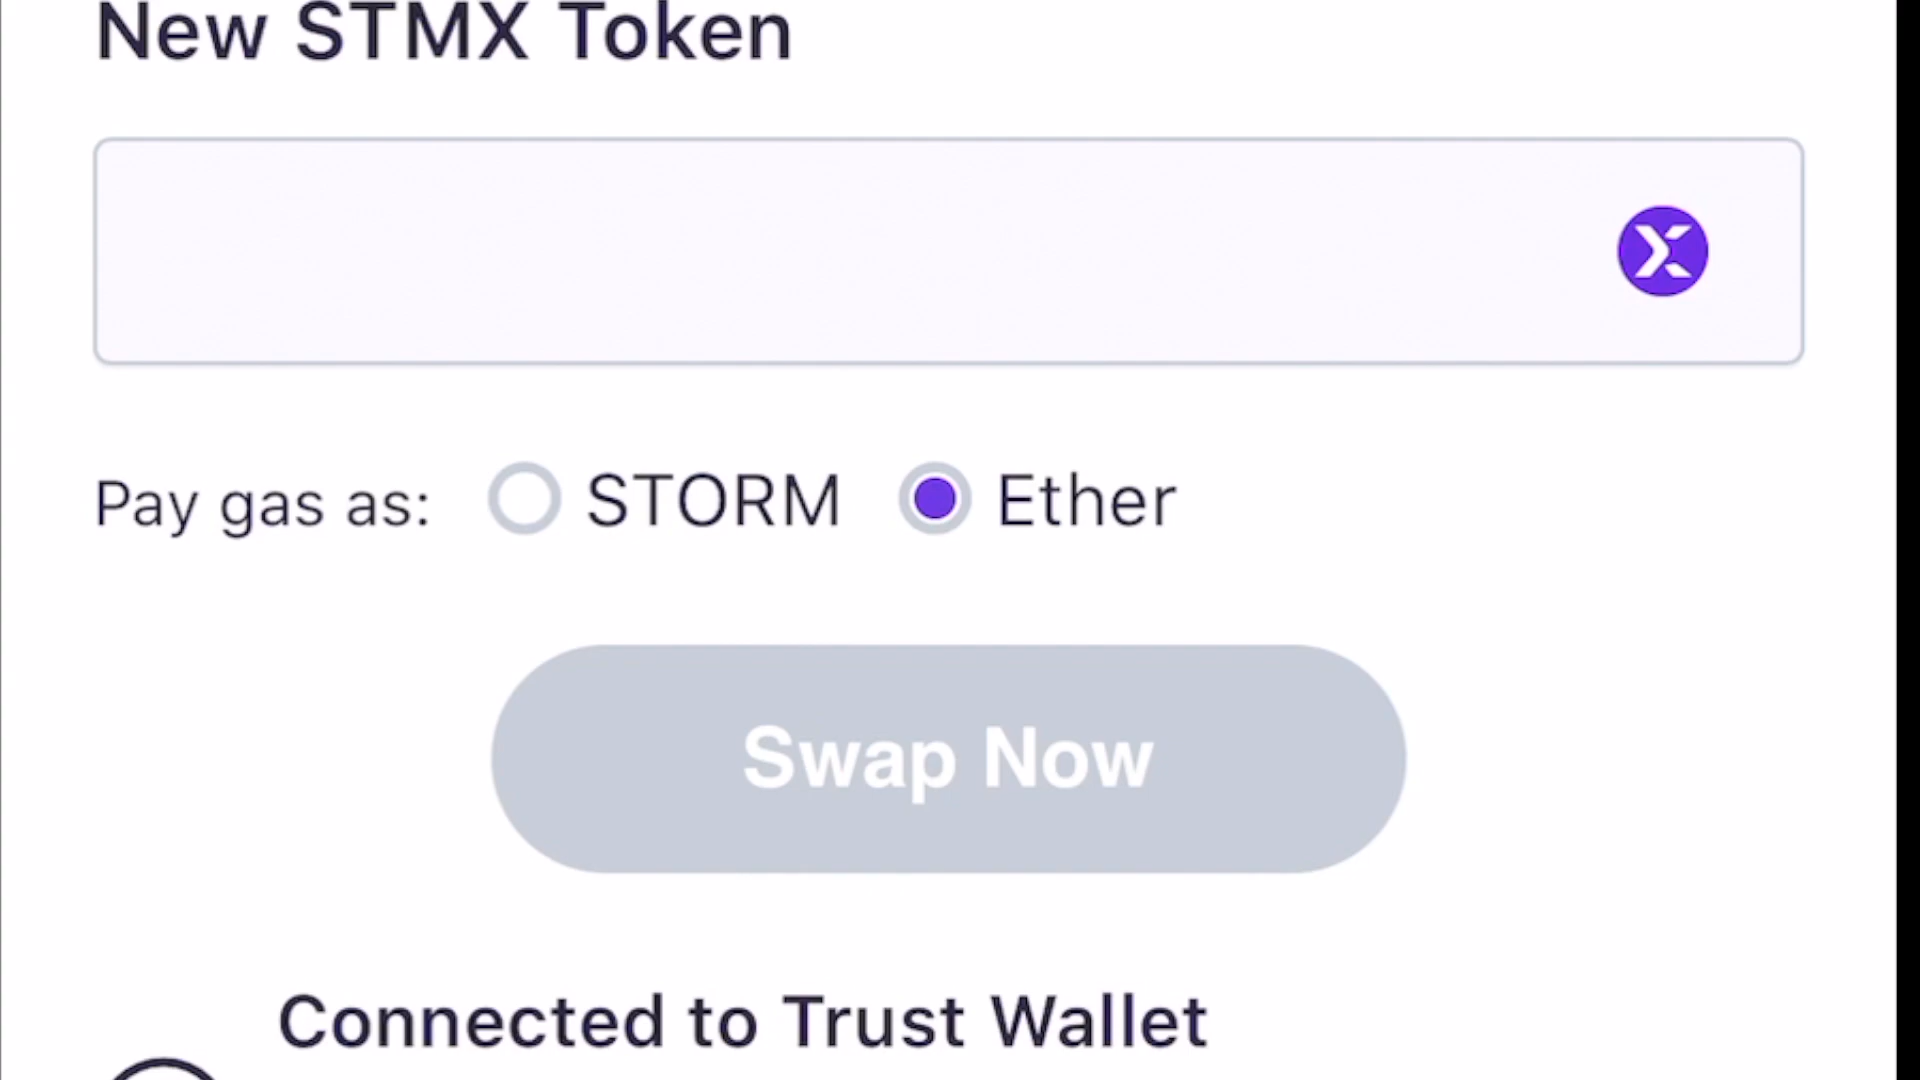 New STMX Token
Pay gas as: STORM Ether
Swap Now
Connected to Trust Wallet